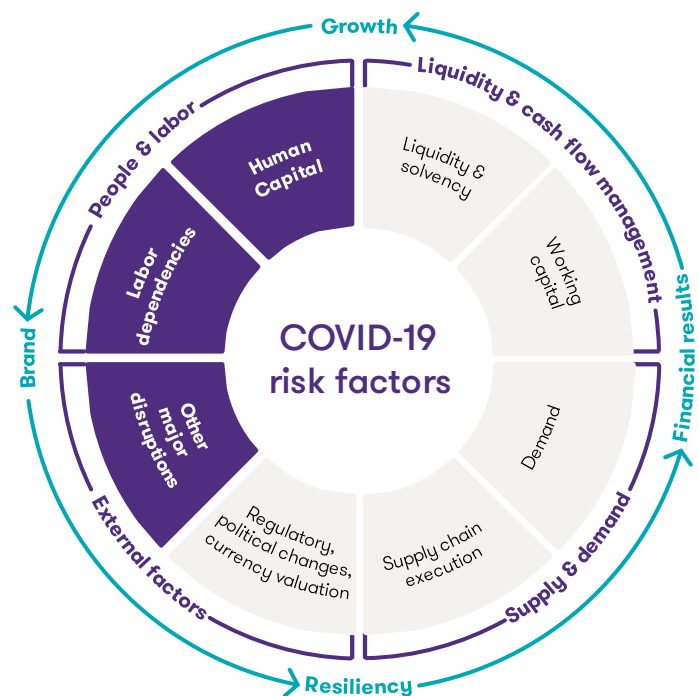 Growth
Liquidity & cash flow management
People & labor
Human
Capital
Liquidity &
solvency
Labor
dependencies
Working
capital
Financial results
Brand
COVID-19
risk factors
Other
major
disruptions
Demand
Regulatory,
political changes,
currency valuation
Supply chain
execution
External factors
Supply & demand
Resiliency